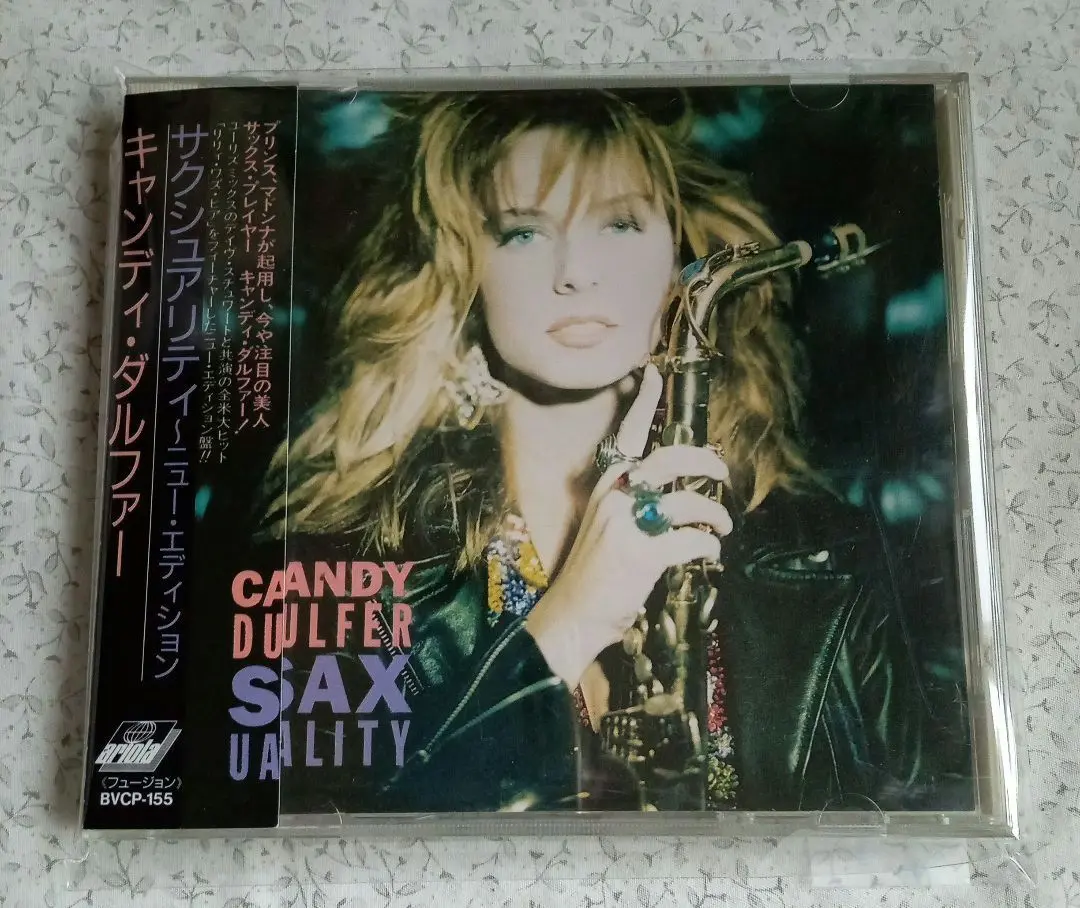 プリンス、マドンナが起用し、今や、注目の美人
サックス・プレイヤー キャンディ・ダルファー!
ユーリズミックスのデイヴ・スチュワートと共演の全米大ヒット
「リリィ・ワズ・ヒア」をフィーチャーしたニュー・エディション盤!!
サクシュアリティ〜ニュー・エディション
キャンディ・ダルファー
CANDY
DULFER
SAX
UALITY
ariola
《フュージョン》
BVCP-155